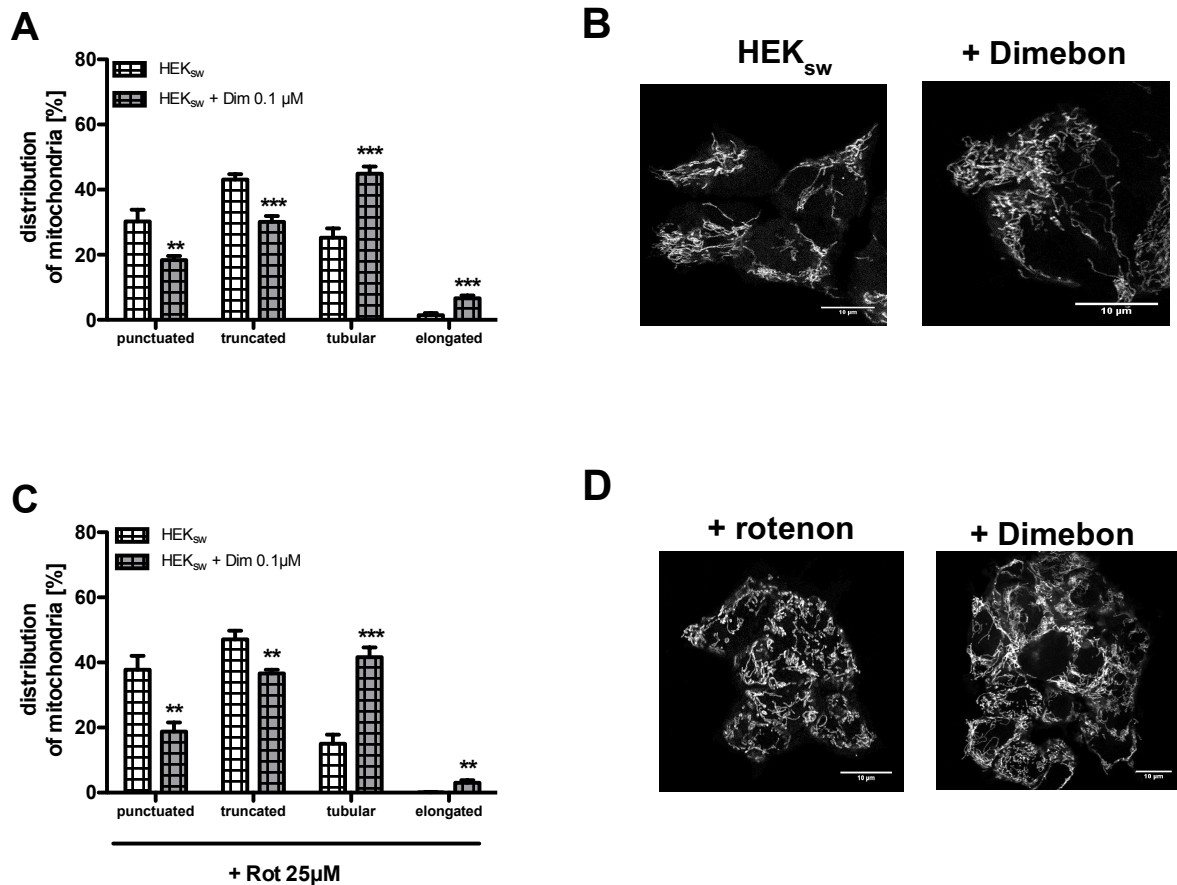 A
80
60
40
20
0
distribution
of mitochondria [%]
HEKsw
HEKsw + Dim 0.1 µM
**
***
***
***
punctuated truncated tubular elongated
B
HEKsw
+ Dimebon
10 µm
10 µm
C
80
60
40
20
0
distribution
of mitochondria [%]
HEKsw
HEKsw + Dim 0.1µM
**
**
***
**
punctuated truncated tubular elongated
+ Rot 25µM
D
+ rotenon
+ Dimebon
10 µm
10 µm